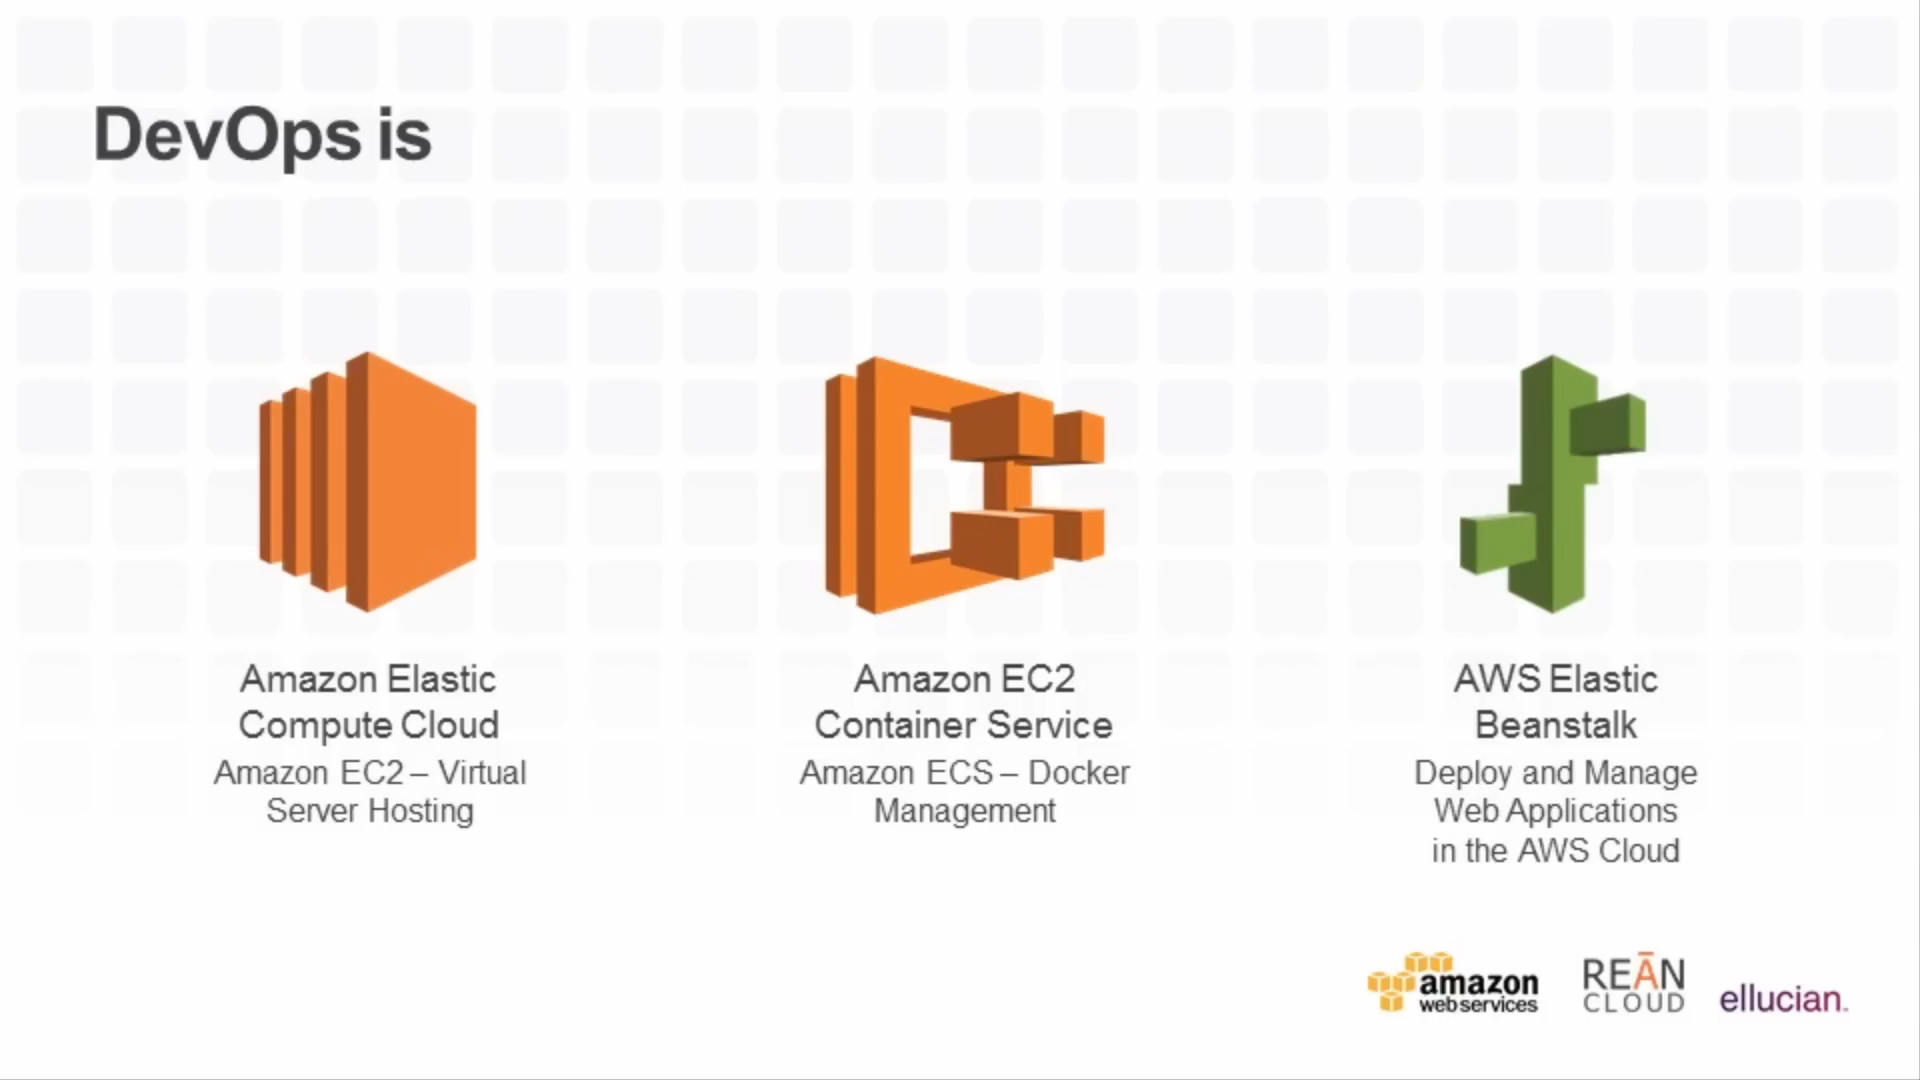 DevOps is
Amazon Elastic
Compute Cloud
Amazon EC2 – Virtual
Server Hosting
Amazon EC2
Container Service
Amazon ECS – Docker
Management
AWS Elastic
Beanstalk
Deploy and Manage
Web Applications
in the AWS Cloud
amazon
webservices
REĀN
CLOUD
ellucian.